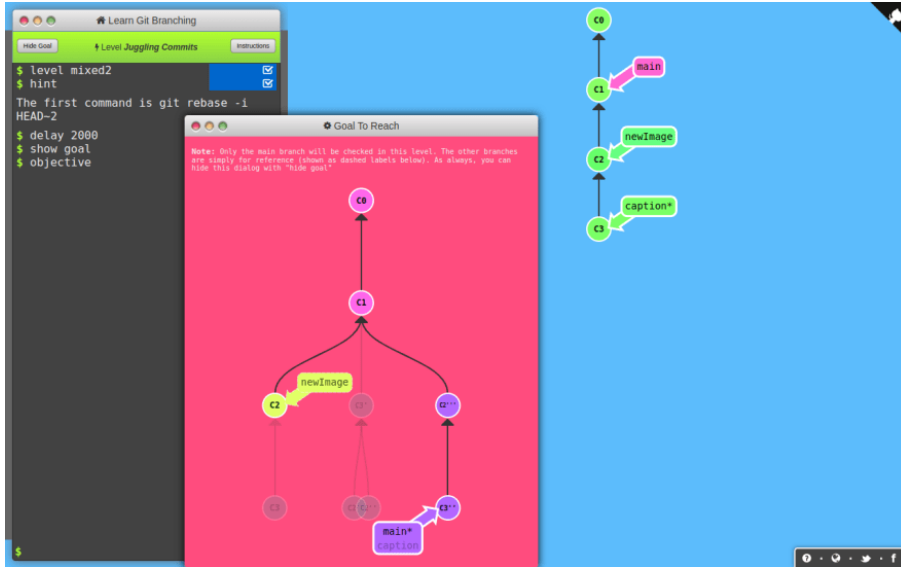 Learn Git Branching
Hide Goal
Level Juggling Commits
Instructions
$ level mixed2
$ hint
The first command is git rebase -i
HEAD~2
$ delay 2000
$ show goal
$ objective
$
Goal To Reach
Note: Only the main branch will be checked in this level. The other branches
are simply for reference (shown as dashed labels below). As always, you can
hide this dialog with "hide goal"
C0
C1
newImage
C2
C3'
C2'''
C3
C2''
C3''
main*
caption
C0
main
C1
newImage
C2
caption*
C3